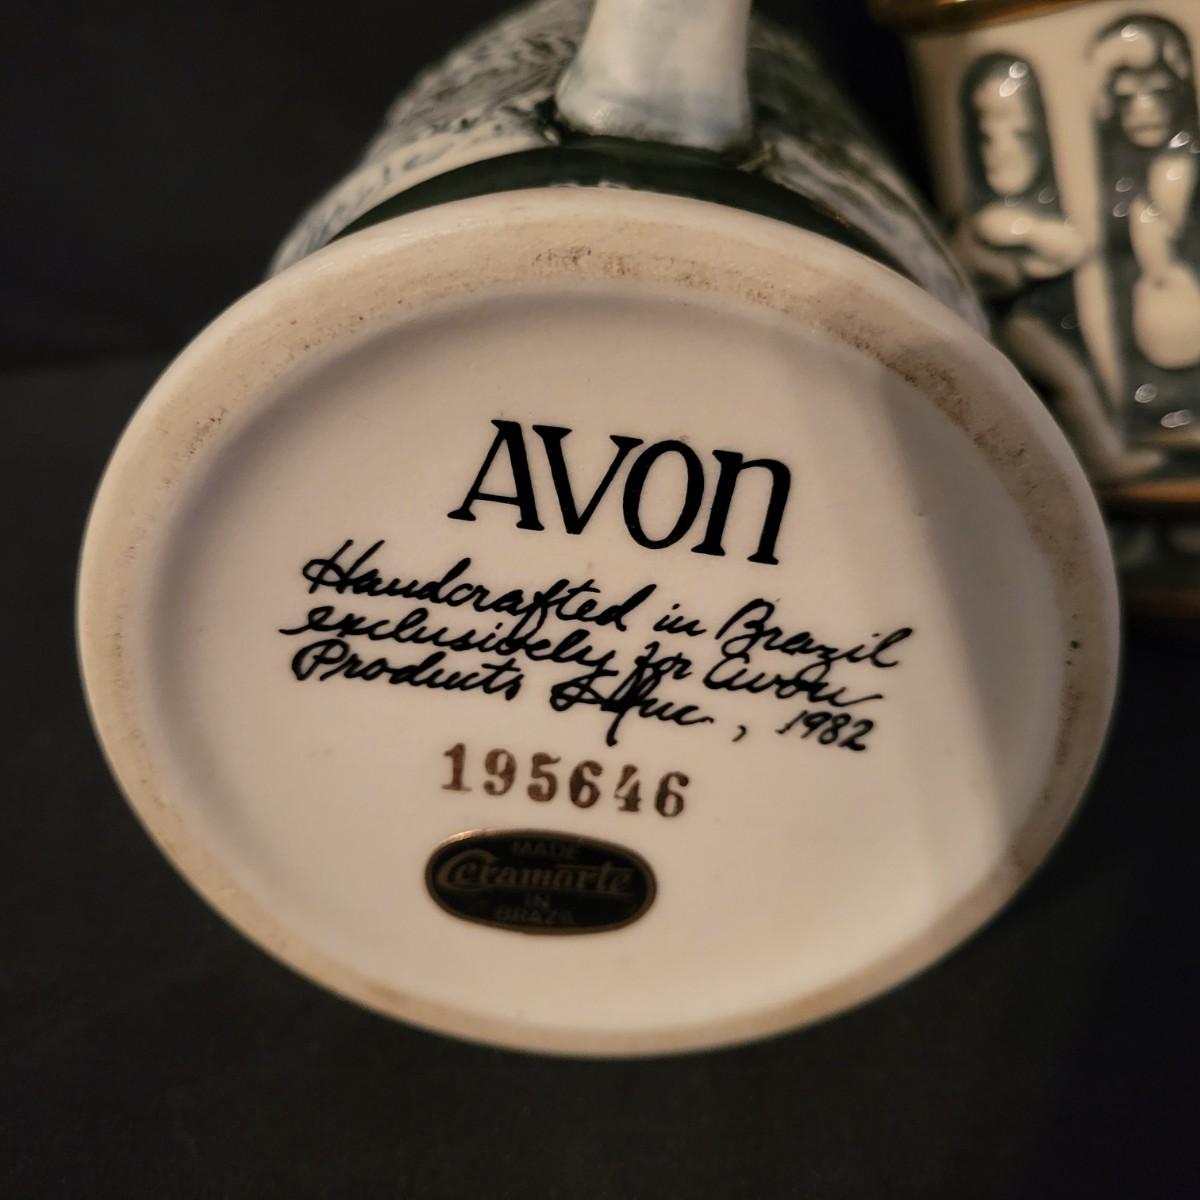 AVON
Handcrafted in Brazil
exclusively for Avon
Products Inc., 1982
195646
MADE
Ceramarte
IN
BRAZIL